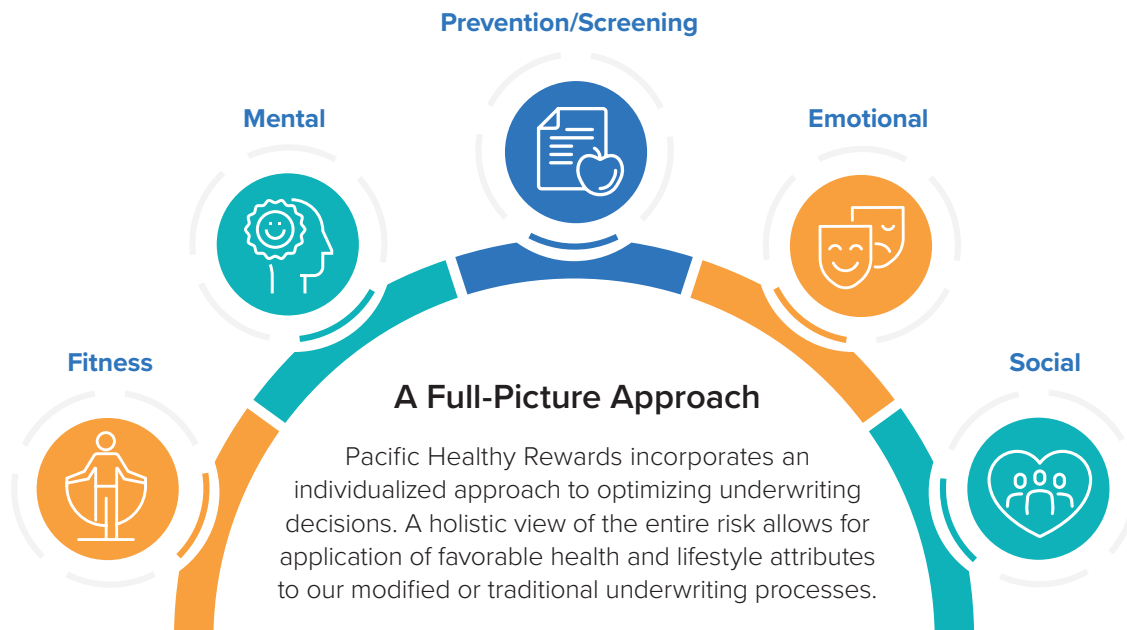 Prevention/Screening
Mental
Emotional
Fitness
Social
A Full-Picture Approach
Pacific Healthy Rewards incorporates an
individualized approach to optimizing underwriting
decisions. A holistic view of the entire risk allows for
application of favorable health and lifestyle attributes
to our modified or traditional underwriting processes.